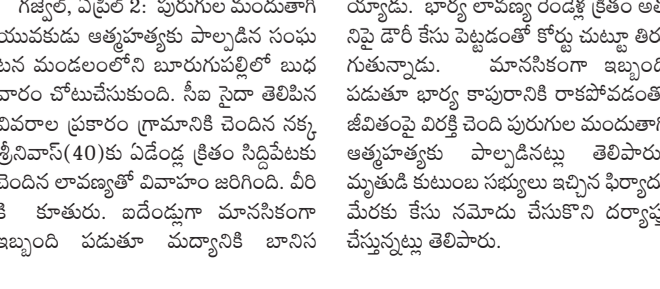 గజ్వేల్, ఏప్రిల్ 2: పురుగుల మందుతాగి
యువకుడు ఆత్మహత్యకు పాల్పడిన సంఘ
టన మండలంలోని బూరుగుపల్లిలో బుధ
వారం చోటుచేసుకుంది. సీఐ సైదా తెలిపిన
వివరాల ప్రకారం గ్రామానికి చెందిన నక్క
శ్రీనివాస్(40)కు ఏడేండ్ల క్రితం సిద్దిపేటకు
చెందిన లావణ్యతో వివాహం జరిగింది. వీరి
కి కూతురు. ఐదేండ్లుగా మానసికంగా
ఇబ్బంది పడుతూ మద్యానికి బానిస
య్యాడు. భార్య లావణ్య రెండేళ్ల క్రితం అత
నిపై డౌరీ కేసు పెట్టడంతో కోర్టు చుట్టూ తిరు
గుతున్నాడు. మానసికంగా ఇబ్బంది
పడుతూ భార్య కాపురానికి రాకపోవడంతో
జీవితంపై విరక్తి చెంది పురుగుల మందుతాగి
ఆత్మహత్యకు పాల్పడినట్లు తెలిపారు
మృతుడి కుటుంబ సభ్యులు ఇచ్చిన ఫిర్యాదు
మేరకు కేసు నమోదు చేసుకొని దర్యాప్తు
చేస్తున్నట్లు తెలిపారు.